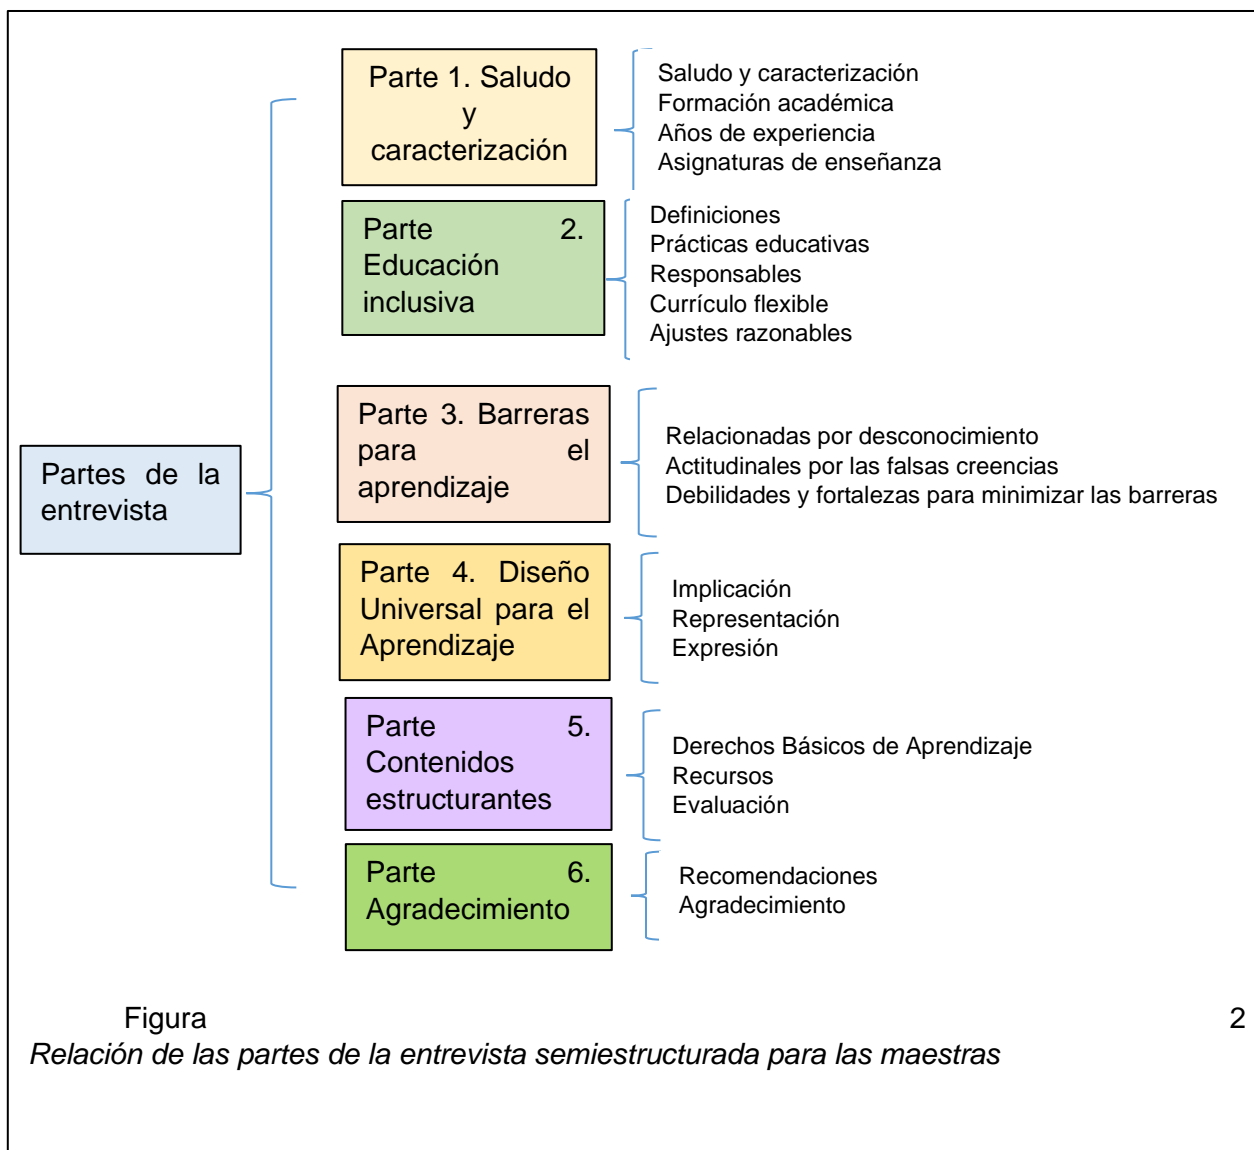 Partes de la
entrevista
Parte 1. Saludo
y
caracterización
Saludo y caracterización
Formación académica
Años de experiencia
Asignaturas de enseñanza
Parte 2.
Educación
inclusiva
Definiciones
Prácticas educativas
Responsables
Currículo flexible
Ajustes razonables
Parte 3. Barreras
para el
aprendizaje
Relacionadas por desconocimiento
Actitudinales por las falsas creencias
Debilidades y fortalezas para minimizar las barreras
Parte 4. Diseño
Universal para el
Aprendizaje
Implicación
Representación
Expresión
Parte 5.
Contenidos
estructurantes
Derechos Básicos de Aprendizaje
Recursos
Evaluación
Parte 6.
Agradecimiento
Recomendaciones
Agradecimiento
Figura 2
Relación de las partes de la entrevista semiestructurada para las maestras